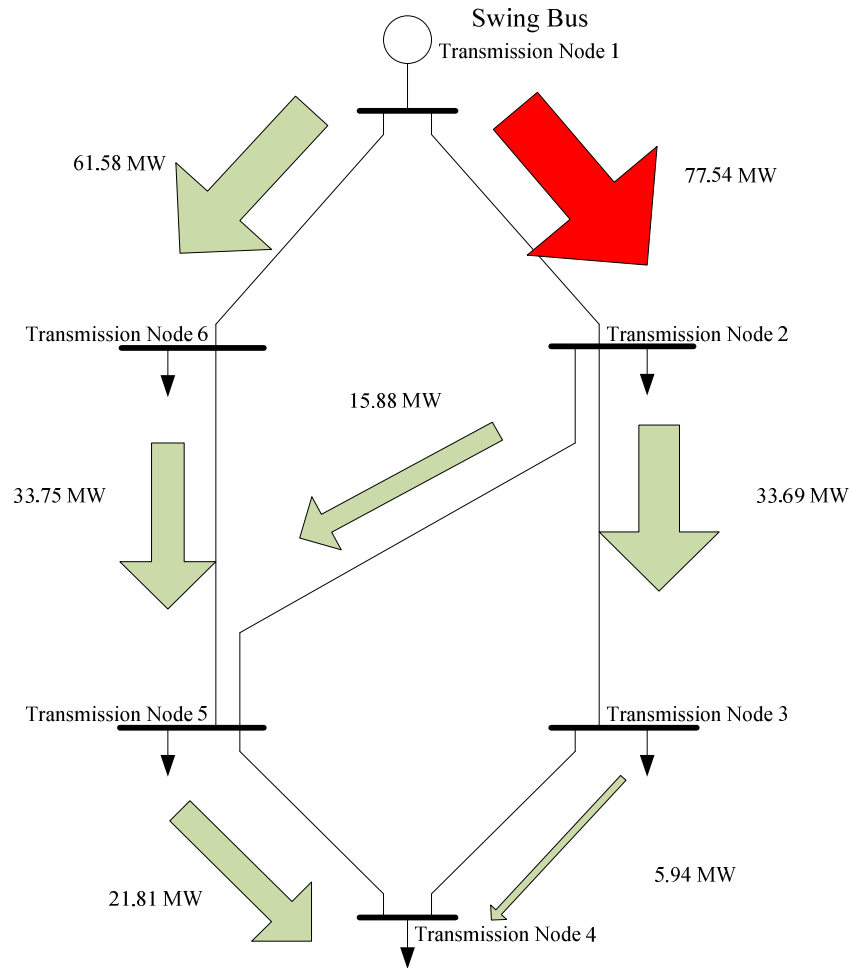 Swing Bus
Transmission Node 1
61.58 MW
77.54 MW
Transmission Node 6
Transmission Node 2
15.88 MW
33.75 MW
33.69 MW
Transmission Node 5
Transmission Node 3
5.94 MW
21.81 MW
Transmission Node 4